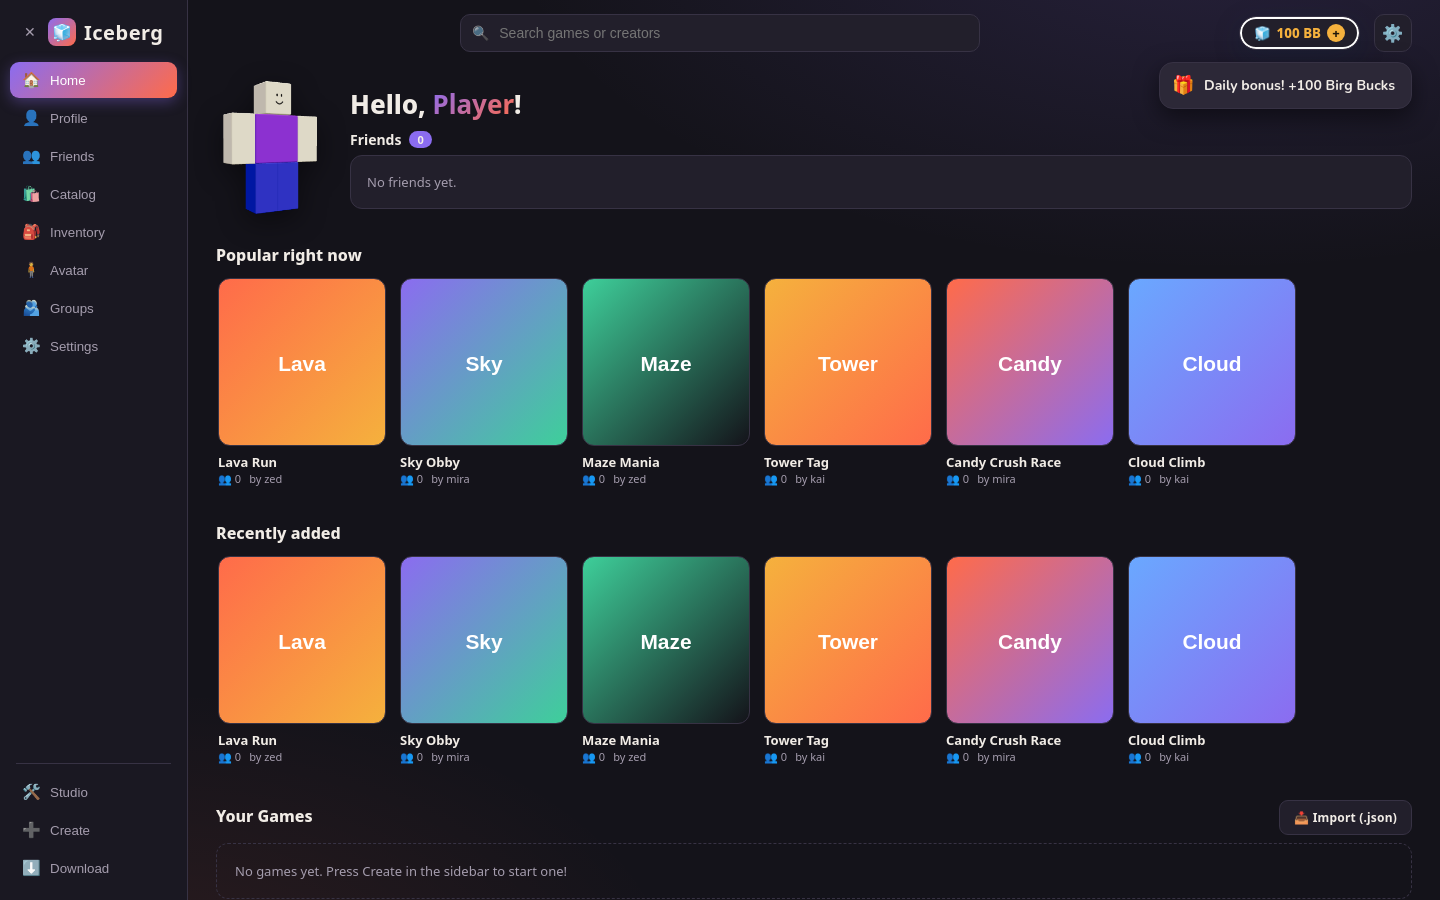 ✕ 🧊 Iceberg
🏠 Home
👤 Profile
👥 Friends
🛍️ Catalog
🎒 Inventory
🧍 Avatar
🫂 Groups
⚙️ Settings
🛠️ Studio
➕ Create
⬇️ Download
🔍 Search games or creators
🧊 100 BB +
⚙️
🎁 Daily bonus! +100 Birg Bucks
Hello, Player!
Friends 0
No friends yet.
Popular right now
Lava
Lava Run
👥 0 by zed
Sky
Sky Obby
👥 0 by mira
Maze
Maze Mania
👥 0 by zed
Tower
Tower Tag
👥 0 by kai
Candy
Candy Crush Race
👥 0 by mira
Cloud
Cloud Climb
👥 0 by kai
Recently added
Lava
Lava Run
👥 0 by zed
Sky
Sky Obby
👥 0 by mira
Maze
Maze Mania
👥 0 by zed
Tower
Tower Tag
👥 0 by kai
Candy
Candy Crush Race
👥 0 by mira
Cloud
Cloud Climb
👥 0 by kai
Your Games
📥 Import (.json)
No games yet. Press Create in the sidebar to start one!